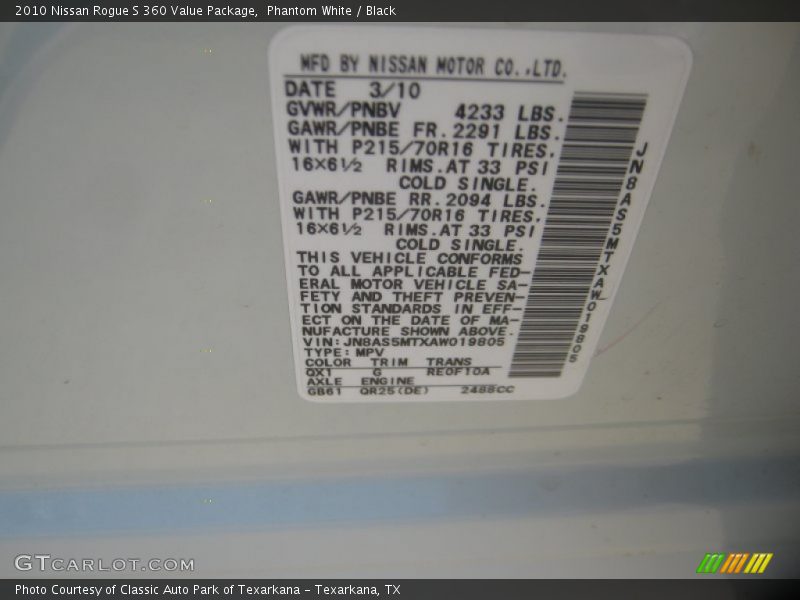 2010 Nissan Rogue S 360 Value Package,  Phantom White / Black
MFD BY NISSAN MOTOR CO.,LTD.
DATE 3/10
GVWR/PNBV 4233 LBS.
GAWR/PNBE FR. 2291 LBS.
WITH P215/70R16 TIRES.
16×6½ RIMS.AT 33 PSI
COLD SINGLE.
GAWR/PNBE RR. 2094 LBS.
WITH P215/70R16 TIRES.
16×6½ RIMS.AT 33 PSI
COLD SINGLE.
THIS VEHICLE CONFORMS
TO ALL APPLICABLE FED-
ERAL MOTOR VEHICLE SA-
FETY AND THEFT PREVEN-
TION STANDARDS IN EFF-
ECT ON THE DATE OF MA-
NUFACTURE SHOWN ABOVE.
VIN:JN8AS5MTXAW019805
TYPE:MPV
COLOR TRIM TRANS
QX1 G RE0F10A
AXLE ENGINE
GB61 QR25(DE) 2488CC
JN8AS5MTXAW019805
GTCARLOT.COM
Photo Courtesy of Classic Auto Park of Texarkana - Texarkana, TX